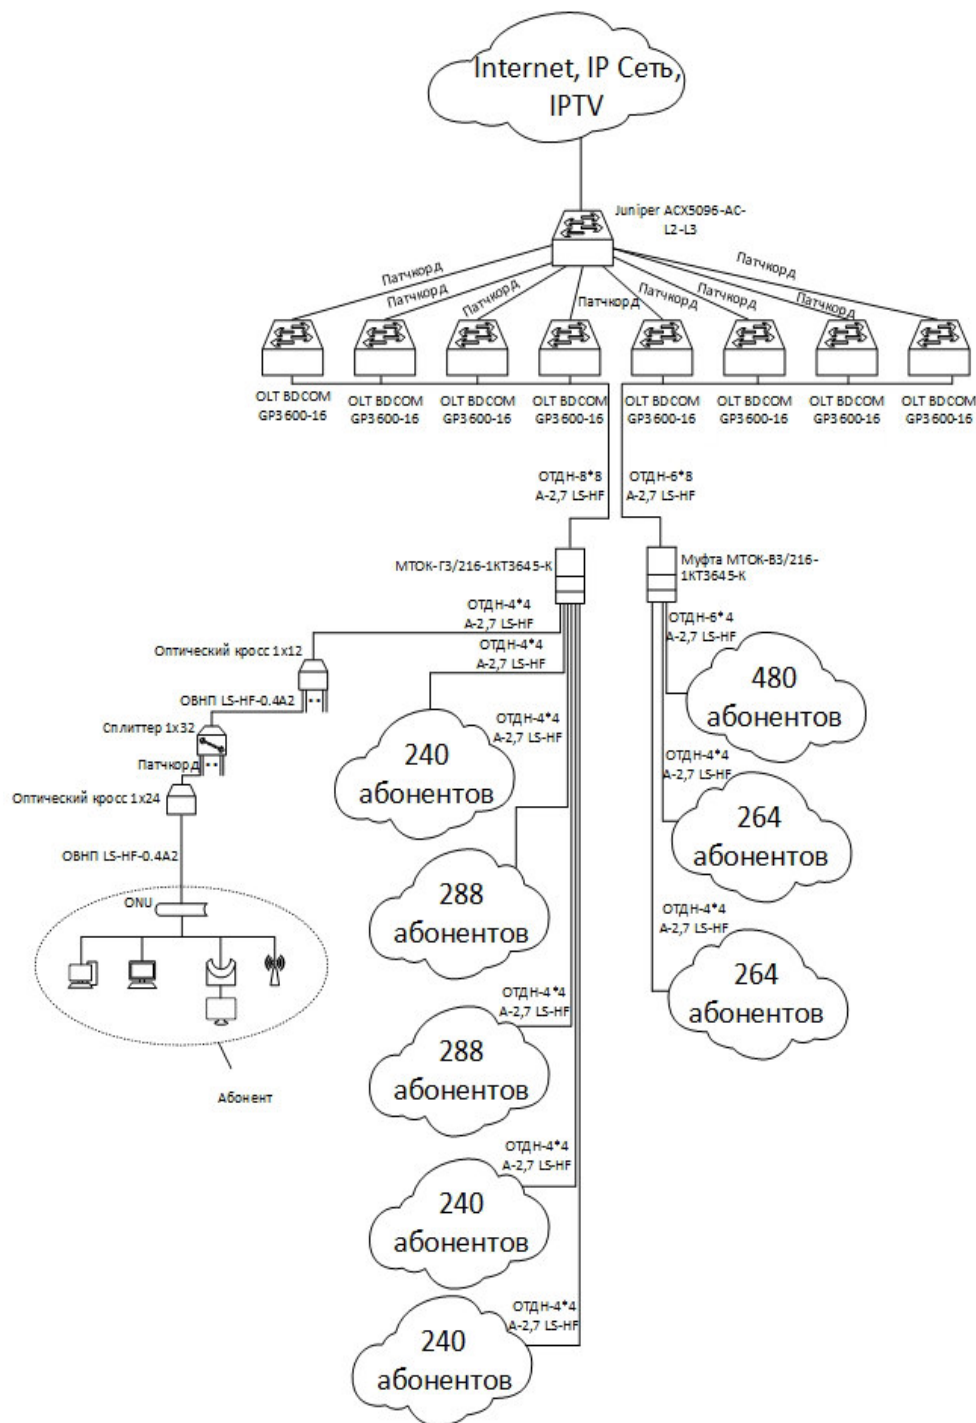 Internet, IP Сеть,
IPTV
Juniper ACX5096-AC-
L2-L3
Патчкорд
Патчкорд
Патчкорд
Патчкорд
Патчкорд
Патчкорд
Патчкорд
Патчкорд
OLT BDCOM
GP3600-16
OLT BDCOM
GP3600-16
OLT BDCOM
GP3600-16
OLT BDCOM
GP3600-16
OLT BDCOM
GP3600-16
OLT BDCOM
GP3600-16
OLT BDCOM
GP3600-16
OLT BDCOM
GP3600-16
ОТДН-8*8
А-2,7 LS-HF
ОТДН-6*8
А-2,7 LS-HF
МТОК-Г3/216-1КТ3645-К
Муфта МТОК-В3/216-
1КТ3645-К
ОТДН-4*4
А-2,7 LS-HF
ОТДН-4*4
А-2,7 LS-HF
ОТДН-6*4
А-2,7 LS-HF
Оптический кросс 1х12
ОВНП LS-HF-0.4А2
Сплиттер 1х32
Патчкорд
Оптический кросс 1х24
ОВНП LS-HF-0.4А2
ONU
Абонент
240
абонентов
ОТДН-4*4
А-2,7 LS-HF
288
абонентов
ОТДН-4*4
А-2,7 LS-HF
288
абонентов
ОТДН-4*4
А-2,7 LS-HF
240
абонентов
ОТДН-4*4
А-2,7 LS-HF
240
абонентов
480
абонентов
ОТДН-4*4
А-2,7 LS-HF
264
абонентов
ОТДН-4*4
А-2,7 LS-HF
264
абонентов